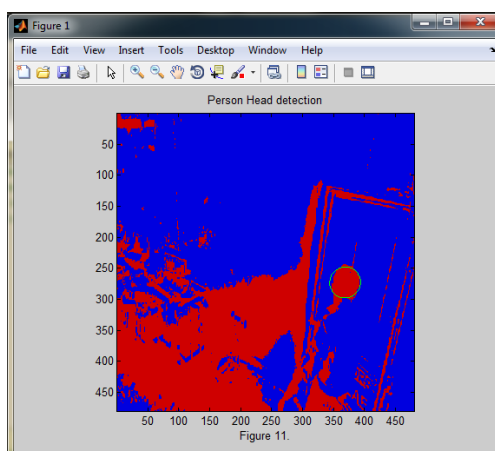 Figure 1
File Edit View Insert Tools Desktop Window Help
Person Head detection
50
100
150
200
250
300
350
400
450
50 100 150 200 250 300 350 400 450
Figure 11.